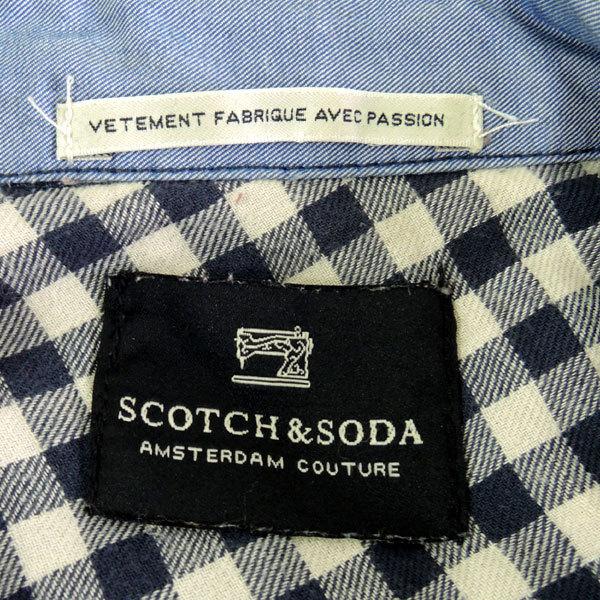 VETEMENT FABRIQUE AVEC PASSION
SCOTCH & SODA
AMSTERDAM COUTURE